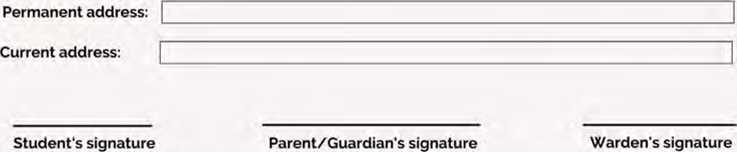 Permanent address:
Current address:
Student's signature Parent/Guardian's signature Warden's signature